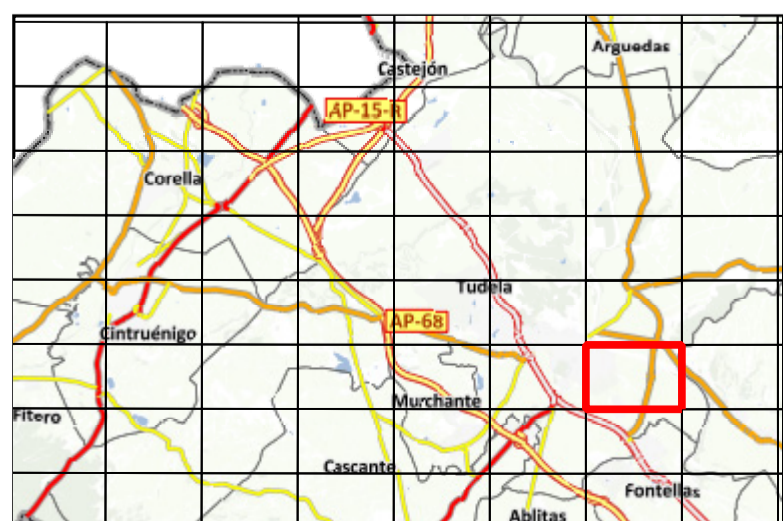 Arguedas
Castejón
AP-15-R
Corella
Tudela
AP-68
Cintruénigo
Murchante
Fitero
Cascante
Fontellas
Ablitas